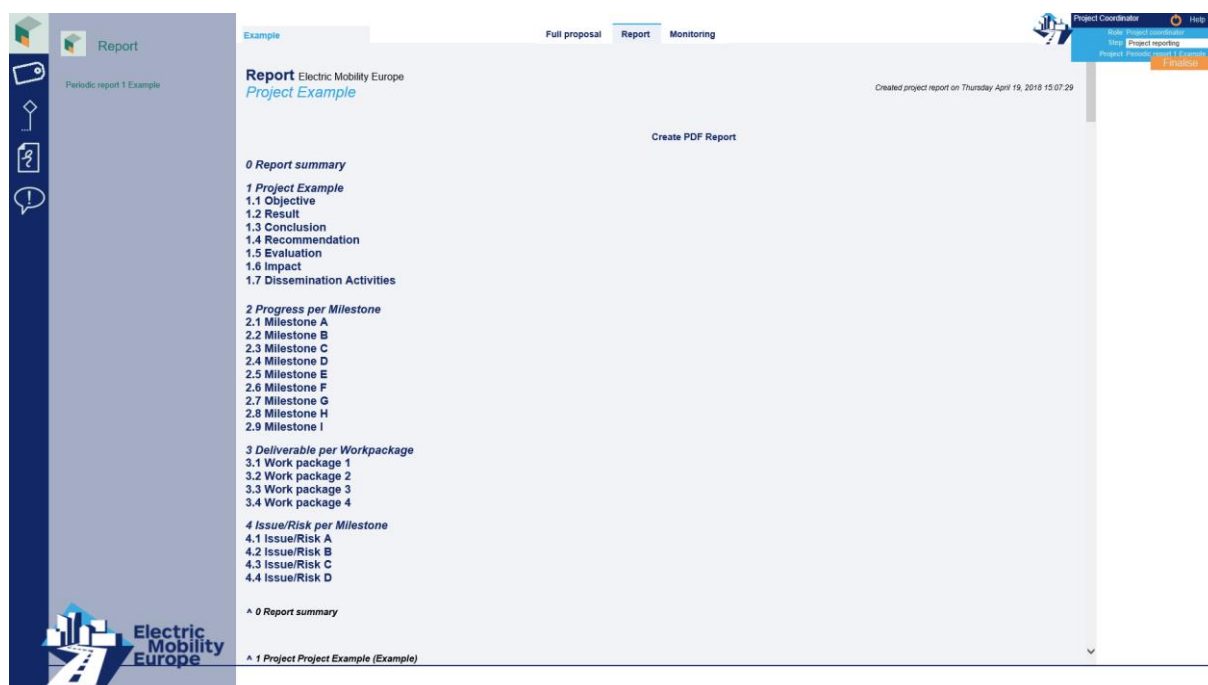 Report
Periodic report 1 Example
Example
Full proposal Report Monitoring
Project Coordinator Help
Role Project coordinator
Step Project reporting
Project Periodic report 1 Example
Finalise
Report Electric Mobility Europe
Project Example
Created project report on Thursday April 19, 2018 15:07:29
Create PDF Report
0 Report summary
1 Project Example
1.1 Objective
1.2 Result
1.3 Conclusion
1.4 Recommendation
1.5 Evaluation
1.6 Impact
1.7 Dissemination Activities
2 Progress per Milestone
2.1 Milestone A
2.2 Milestone B
2.3 Milestone C
2.4 Milestone D
2.5 Milestone E
2.6 Milestone F
2.7 Milestone G
2.8 Milestone H
2.9 Milestone I
3 Deliverable per Workpackage
3.1 Work package 1
3.2 Work package 2
3.3 Work package 3
3.4 Work package 4
4 Issue/Risk per Milestone
4.1 Issue/Risk A
4.2 Issue/Risk B
4.3 Issue/Risk C
4.4 Issue/Risk D
^ 0 Report summary
^ 1 Project Project Example (Example)
Electric
Mobility
Europe